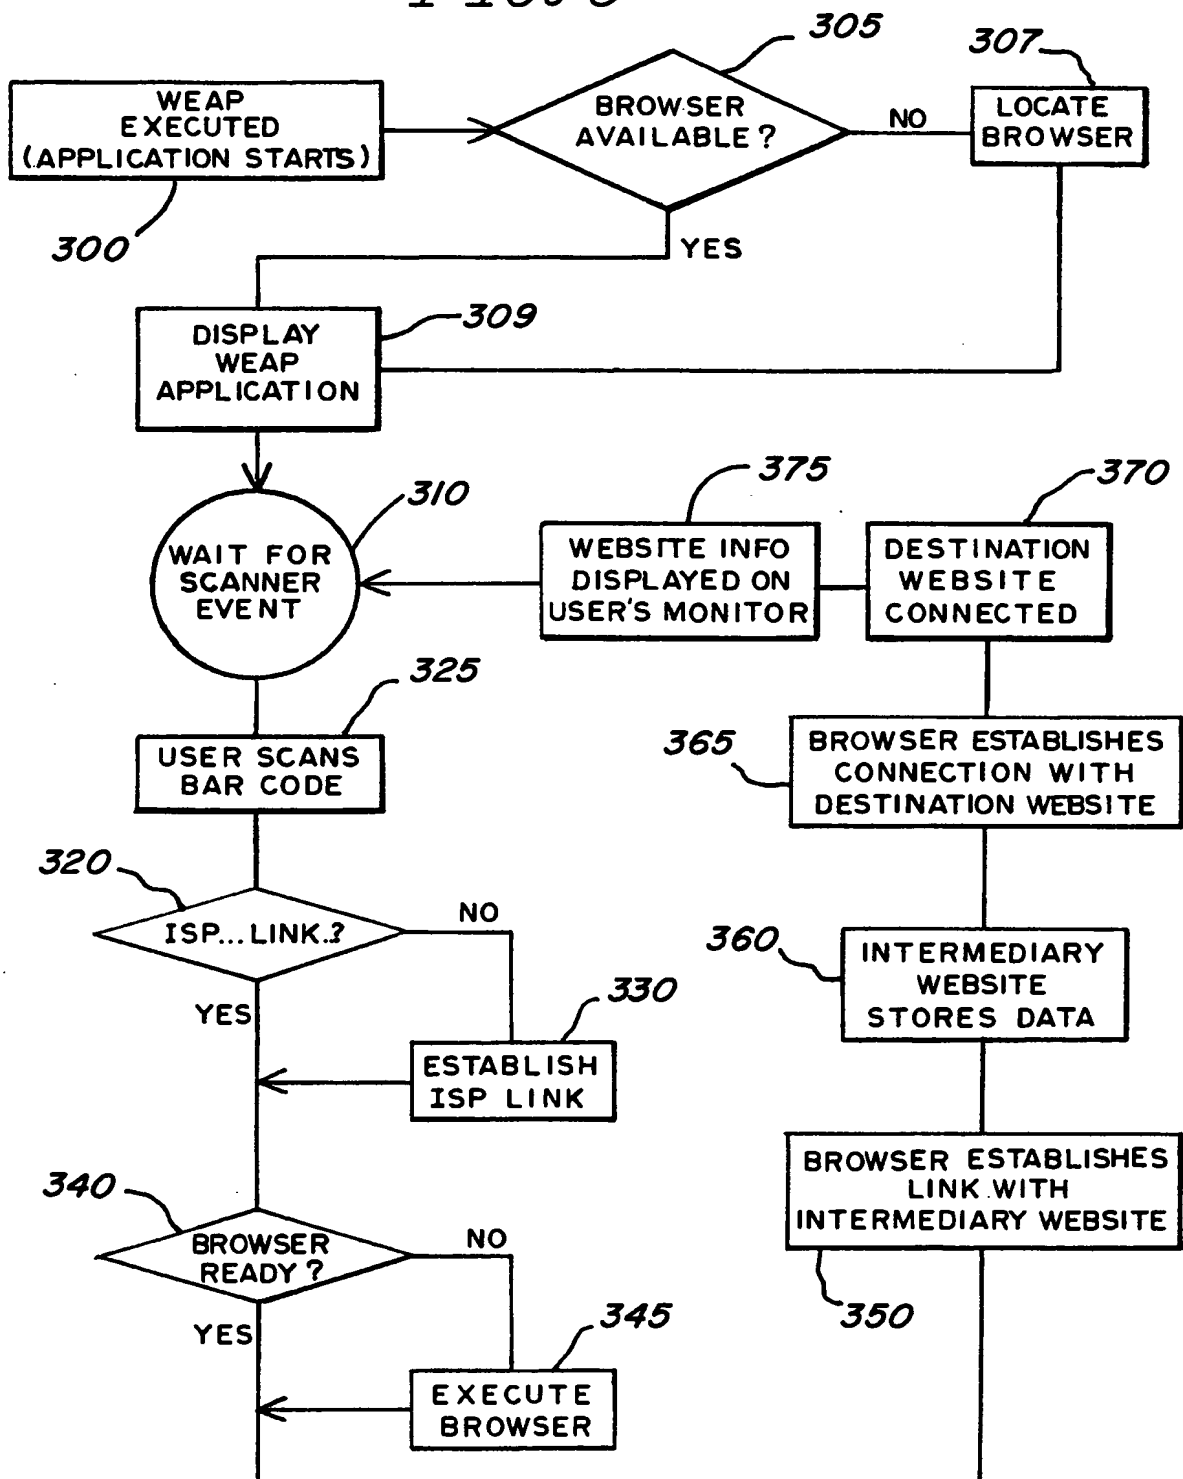 305
307
WEAP
EXECUTED
(APPLICATION STARTS)
BROWSER
AVAILABLE?
NO
LOCATE
BROWSER
300
YES
309
DISPLAY
WEAP
APPLICATION
375
370
310
WAIT FOR
SCANNER
EVENT
WEBSITE INFO
DISPLAYED ON
USER'S MONITOR
DESTINATION
WEBSITE
CONNECTED
325
USER SCANS
BAR CODE
365
BROWSER ESTABLISHES
CONNECTION WITH
DESTINATION WEBSITE
320
ISP...LINK..?
NO
360
INTERMEDIARY
WEBSITE
STORES DATA
YES
330
ESTABLISH
ISP LINK
BROWSER ESTABLISHES
LINK WITH
INTERMEDIARY WEBSITE
340
BROWSER
READY?
NO
350
YES
345
EXECUTE
BROWSER